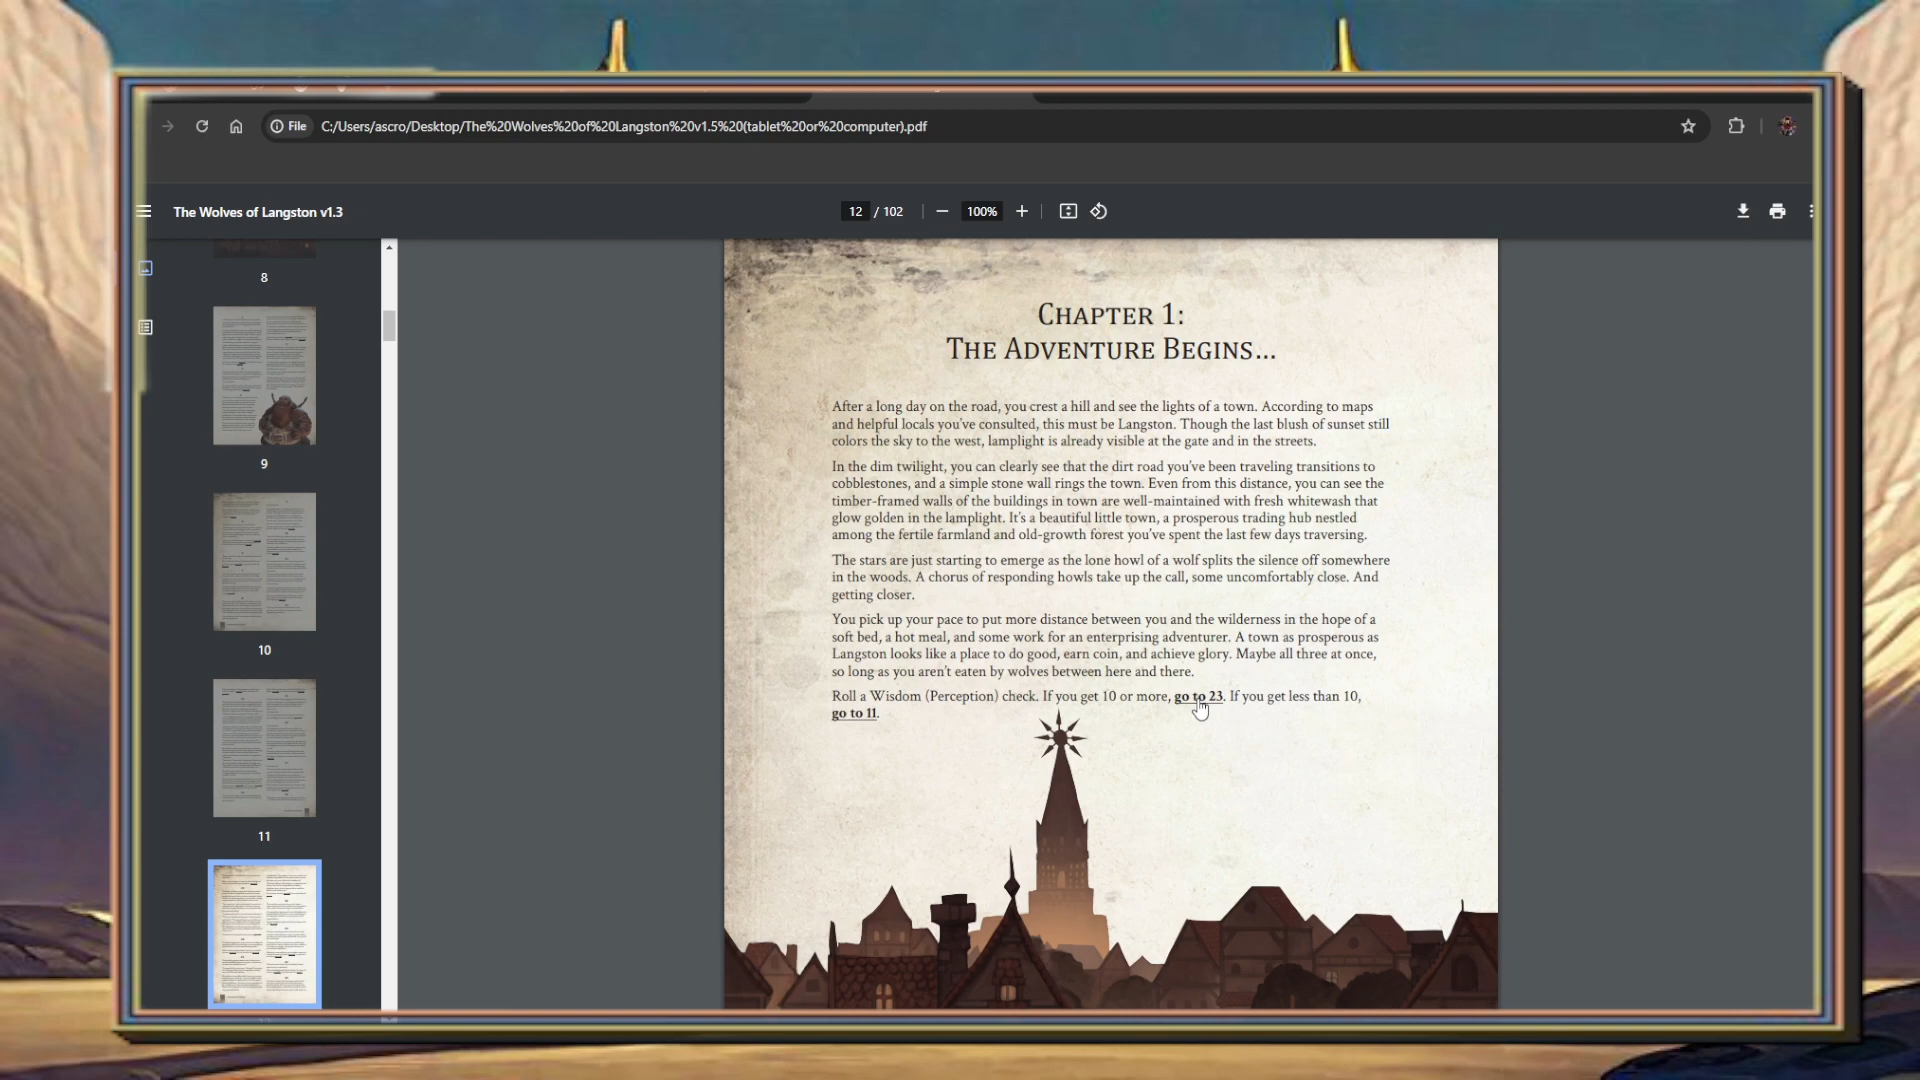 File
C:/Users/ascro/Desktop/The%20Wolves%20of%20Langston%20v1.5%20(tablet%20or%20computer).pdf
The Wolves of Langston v1.3
12 / 102
100%
8
9
10
11
CHAPTER 1:
THE ADVENTURE BEGINS...
After a long day on the road, you crest a hill and see the lights of a town. According to maps
and helpful locals you've consulted, this must be Langston. Though the last blush of sunset still
colors the sky to the west, lamplight is already visible at the gate and in the streets.
In the dim twilight, you can clearly see that the dirt road you've been traveling transitions to
cobblestones, and a simple stone wall rings the town. Even from this distance, you can see the
timber-framed walls of the buildings in town are well-maintained with fresh whitewash that
glow golden in the lamplight. It's a beautiful little town, a prosperous trading hub nestled
among the fertile farmland and old-growth forest you've spent the last few days traversing.
The stars are just starting to emerge as the lone howl of a wolf splits the silence off somewhere
in the woods. A chorus of responding howls take up the call, some uncomfortably close. And
getting closer.
You pick up your pace to put more distance between you and the wilderness in the hope of a
soft bed, a hot meal, and some work for an enterprising adventurer. A town as prosperous as
Langston looks like a place to do good, earn coin, and achieve glory. Maybe all three at once,
so long as you aren't eaten by wolves between here and there.
Roll a Wisdom (Perception) check. If you get 10 or more, go to 23. If you get less than 10,
go to 11.